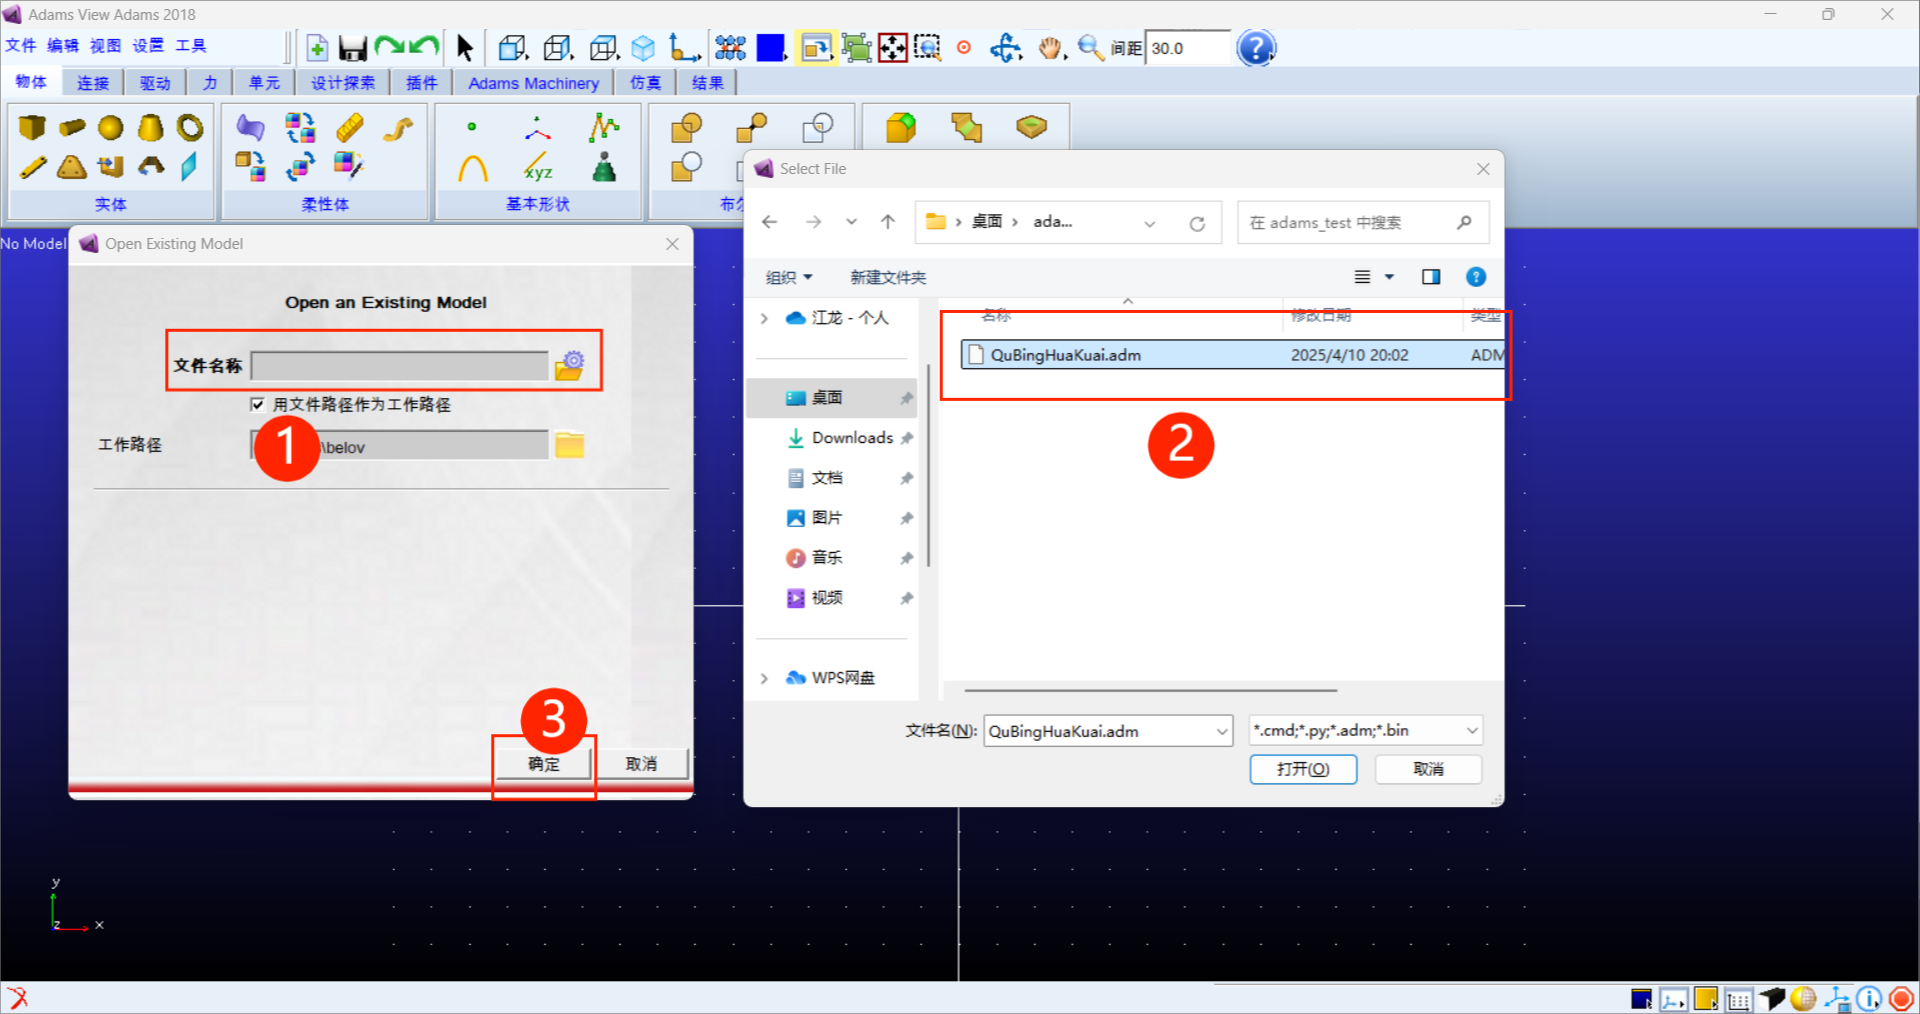 Adams View Adams 2018
文件 编辑 视图 设置 工具
间距 30.0
物体 连接 驱动 力 单元 设计探索 插件 Adams Machinery 仿真 结果
xyz
实体 柔性体 基本形状
No Model
Open Existing Model
Open an Existing Model
文件名称
用文件路径作为工作路径
工作路径 \belov
1
3
确定 取消
Select File
桌面 ada...
在 adams_test 中搜索
组织 新建文件夹
江龙 - 个人
桌面
Downloads
文档
图片
音乐
视频
WPS网盘
名称 修改日期 类型
QuBingHuaKuai.adm 2025/4/10 20:02 ADM
2
文件名(N): QuBingHuaKuai.adm *.cmd;*.py;*.adm;*.bin
打开(O) 取消
y
z x